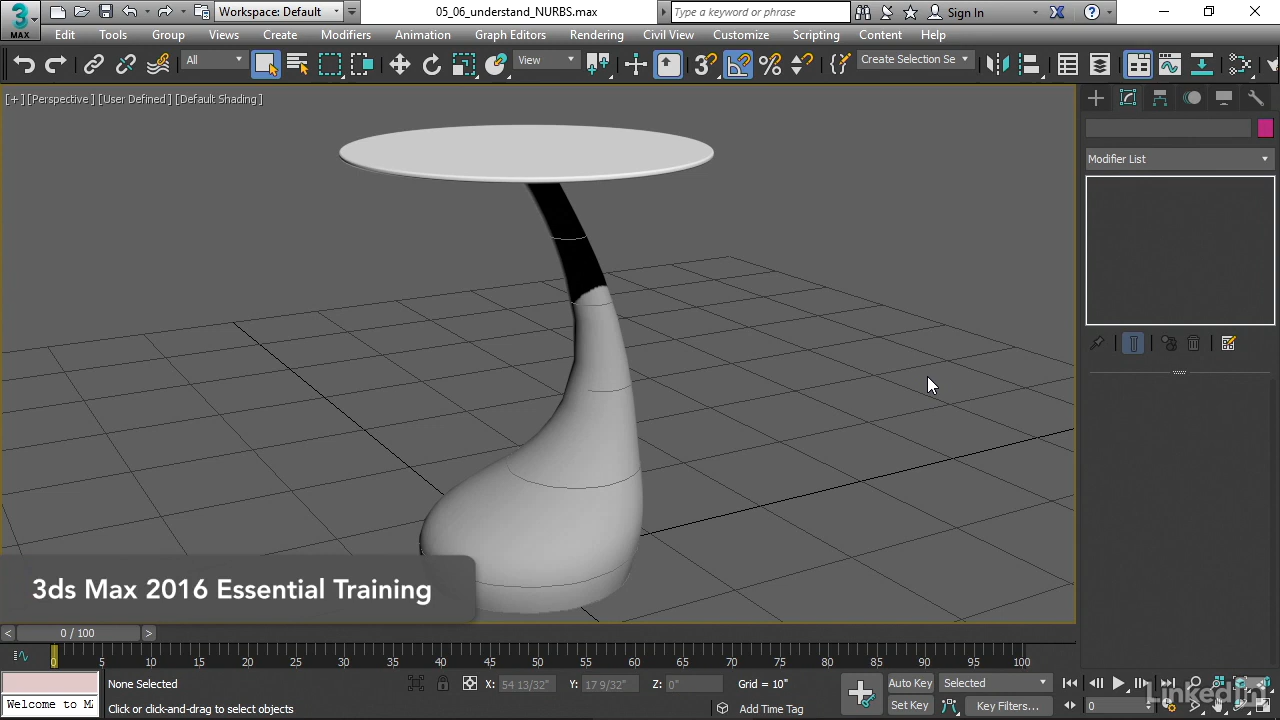 3
MAX
Workspace: Default
05_06_understand_NURBS.max
Type a keyword or phrase
Sign In
Edit Tools Group Views Create Modifiers Animation Graph Editors Rendering Civil View Customize Scripting Content Help
All
View
3
Create Selection Se
[+] [Perspective ] [User Defined ] [Default Shading ]
Modifier List
3ds Max 2016 Essential Training
< 0 / 100 >
0 5 10 15 20 25 30 35 40 45 50 55 60 65 70 75 80 85 90 95 100
None Selected
X: 54 13/32"
Y: 17 9/32"
Z: 0"
Grid = 10"
Auto Key
Selected
Welcome to M
Click or click-and-drag to select objects
Add Time Tag
Set Key
Key Filters...
0
LinkedIn